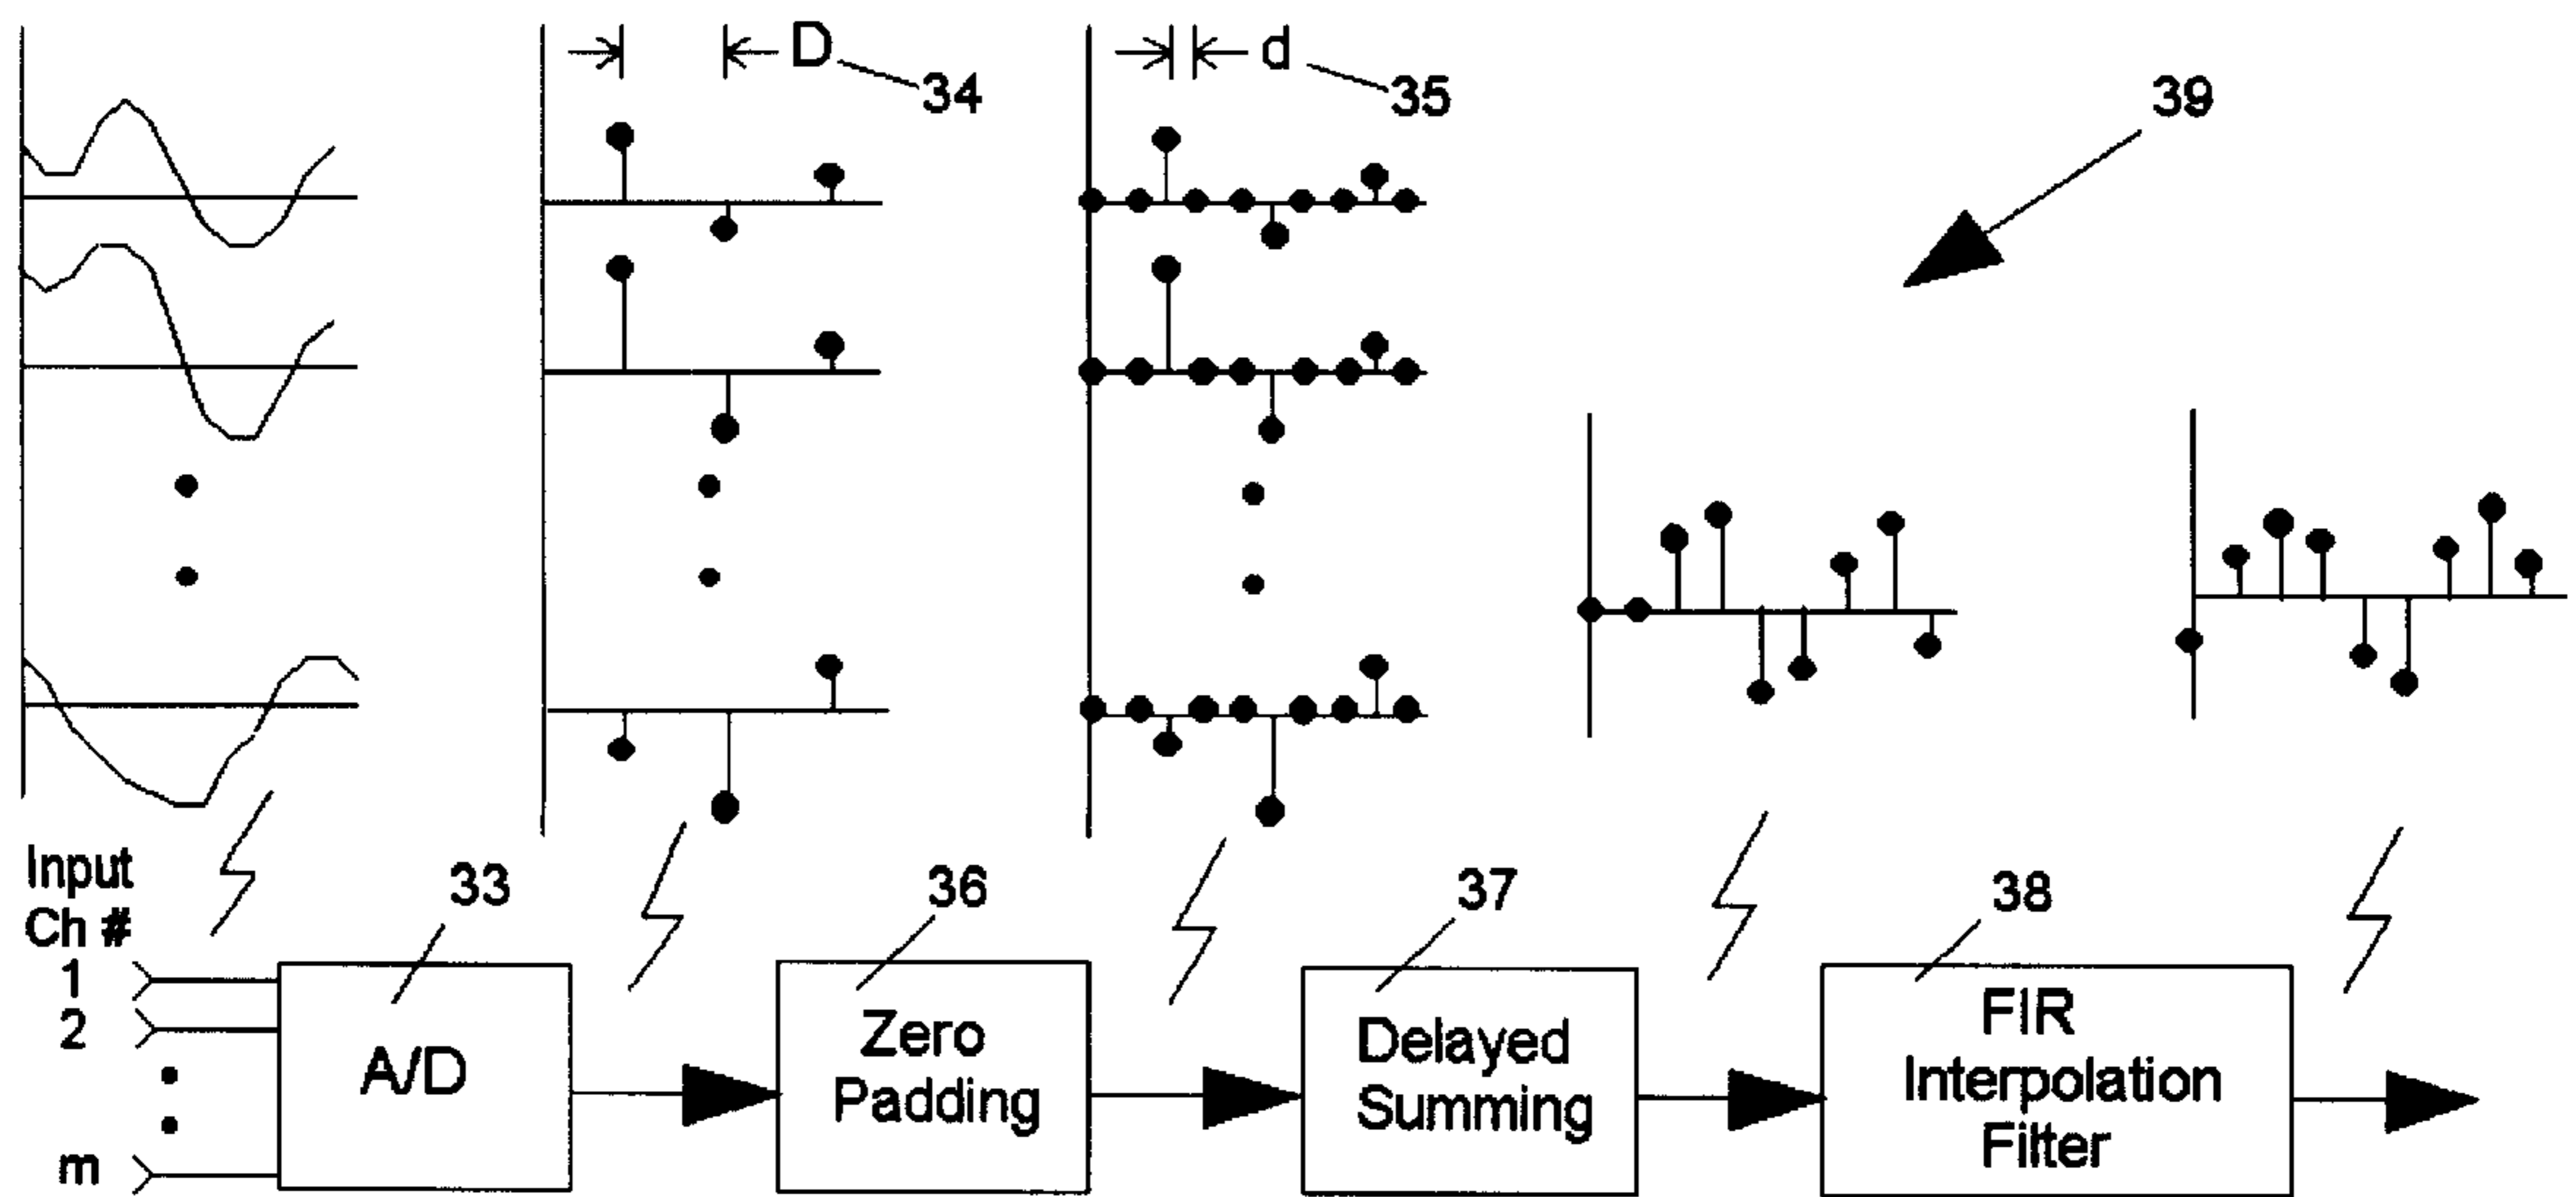 D
34
d
35
39
Input
Ch #
1
2
m
33
A/D
36
Zero
Padding
37
Delayed
Summing
38
FIR
Interpolation
Filter